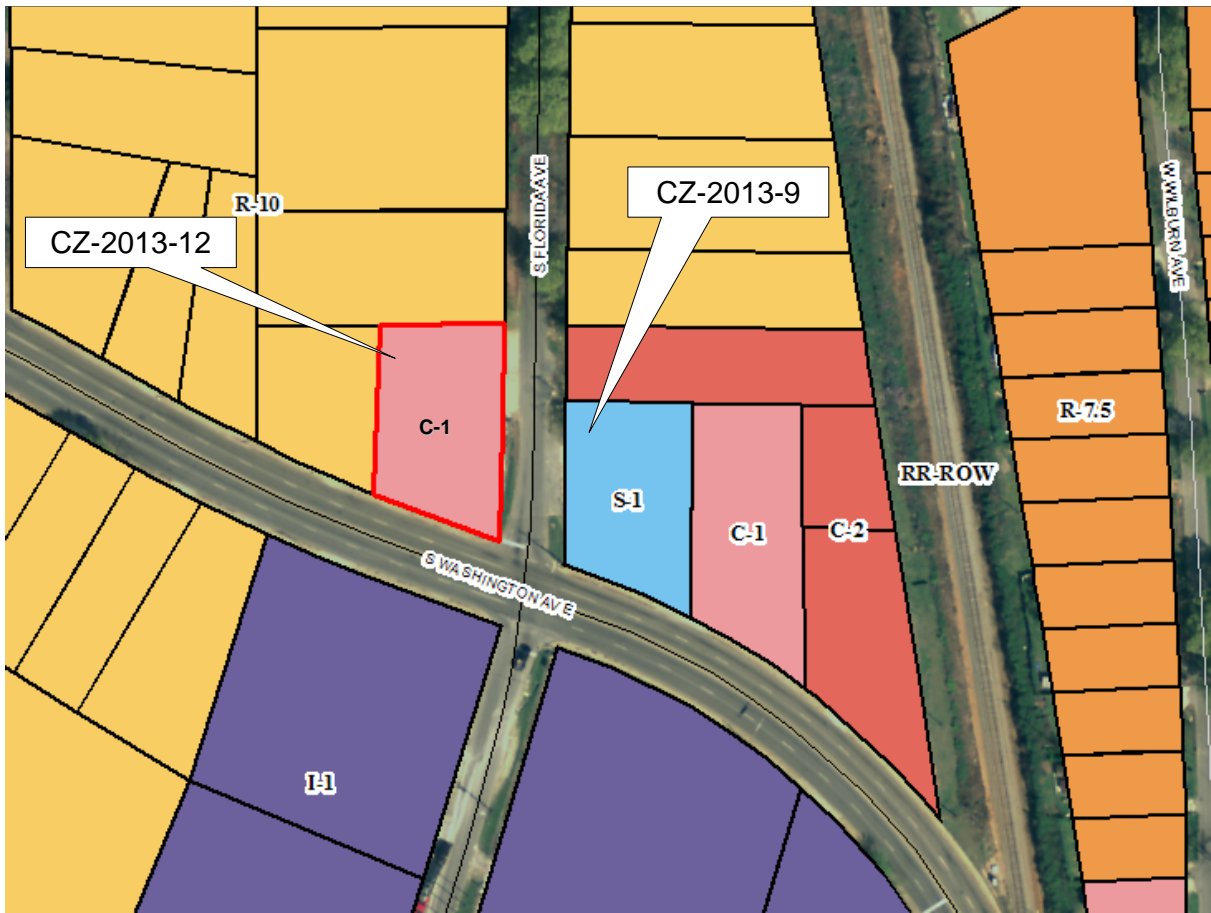 R-10
CZ-2013-12
S FLORIDA AVE
CZ-2013-9
W WILBURN AVE
C-1
S-1
C-1
C-2
RR-ROW
R-7.5
S WASHINGTON AVE
I-1